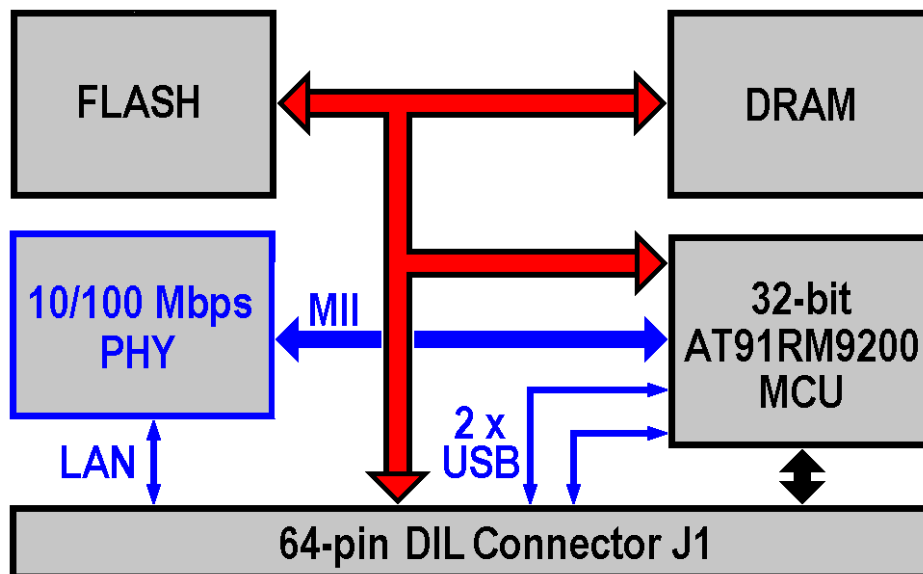 FLASH
DRAM
10/100 Mbps
PHY
MII
32-bit
AT91RM9200
MCU
LAN
2 x
USB
64-pin DIL Connector J1